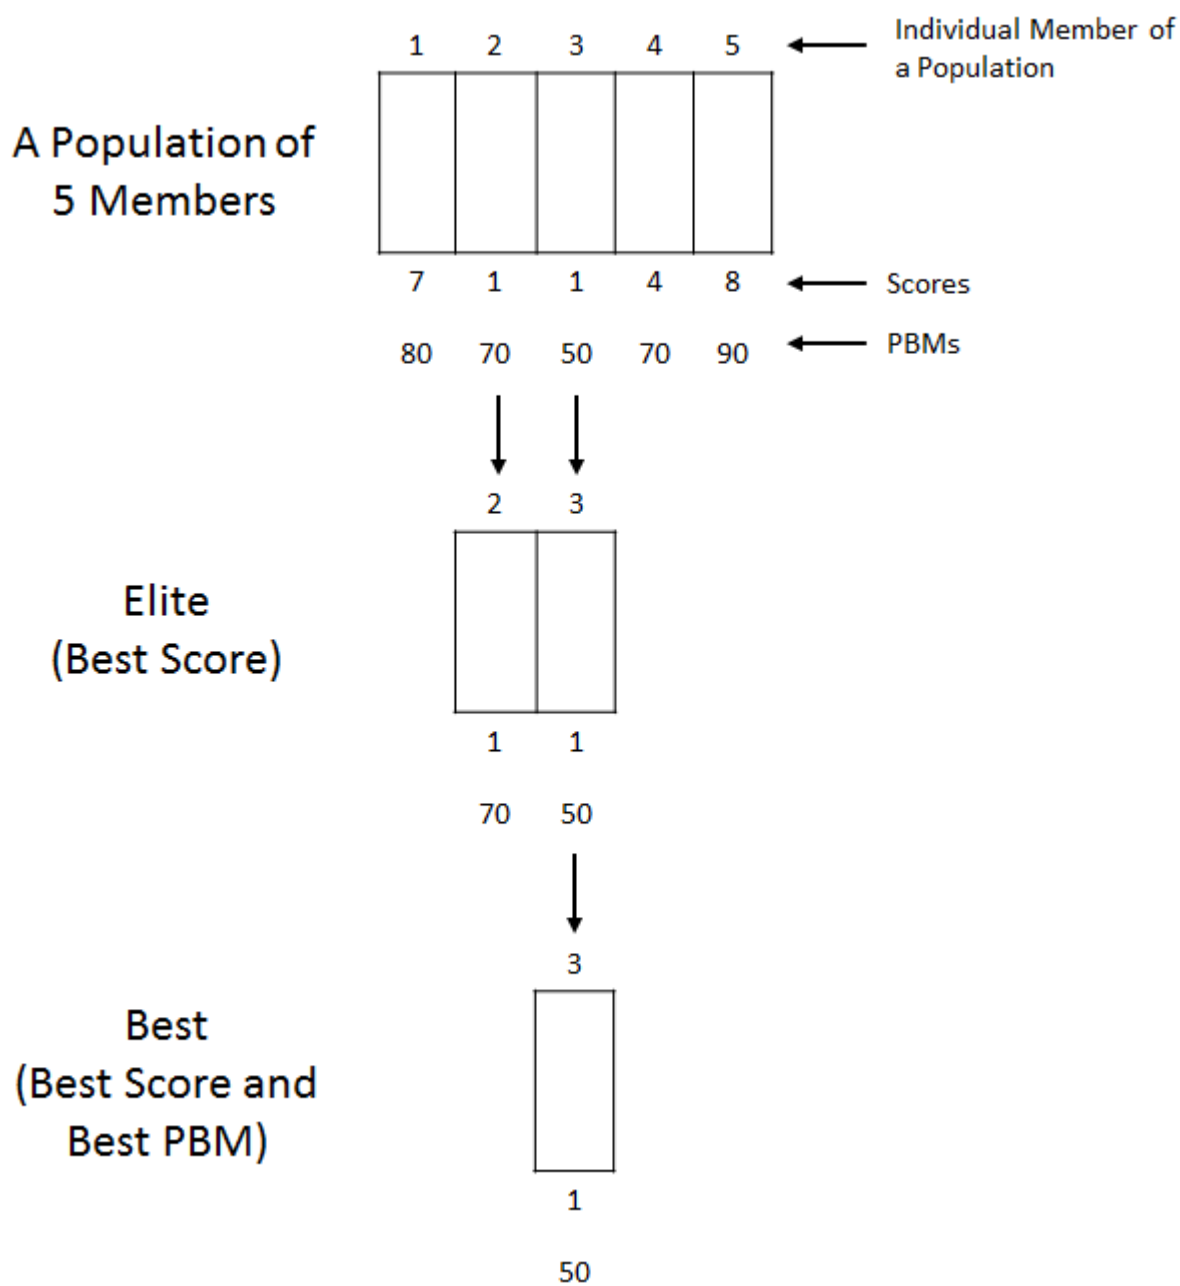 1 2 3 4 5
Individual Member of
a Population
A Population of
5 Members
7 1 1 4 8
Scores
80 70 50 70 90
PBMs
2 3
Elite
(Best Score)
1 1
70 50
3
Best
(Best Score and
Best PBM)
1
50